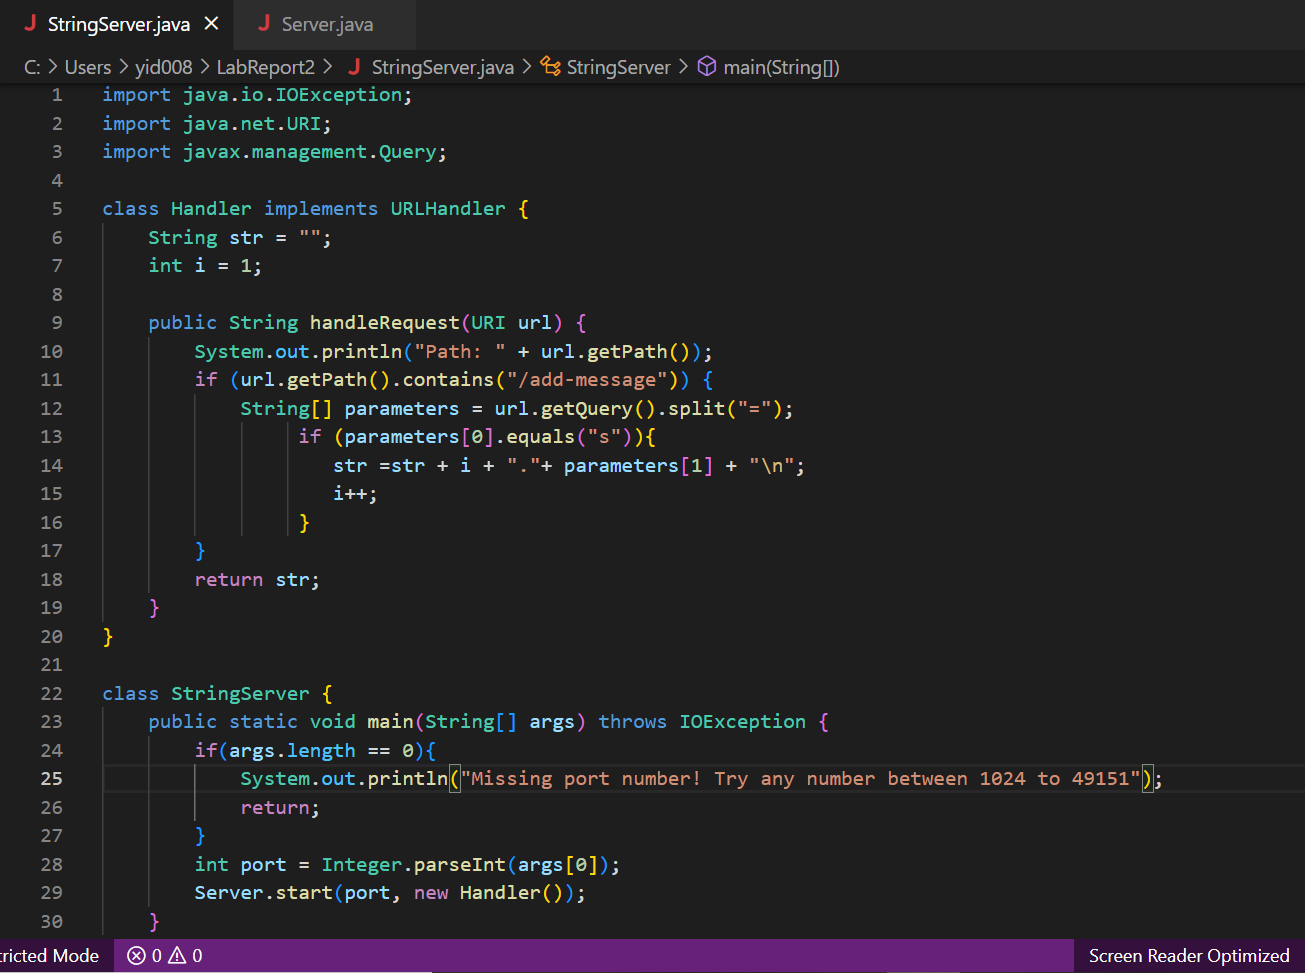 StringServer.java
Server.java
C: > Users > yid008 > LabReport2 > StringServer.java > StringServer > main(String[])
1 import java.io.IOException;
2 import java.net.URI;
3 import javax.management.Query;
4
5 class Handler implements URLHandler {
6     String str = "";
7     int i = 1;
8
9     public String handleRequest(URI url) {
10         System.out.println("Path: " + url.getPath());
11         if (url.getPath().contains("/add-message")) {
12             String[] parameters = url.getQuery().split("=");
13                  if (parameters[0].equals("s")){
14                     str =str + i + "."+ parameters[1] + "\n";
15                     i++;
16                  }
17         }
18         return str;
19     }
20 }
21
22 class StringServer {
23     public static void main(String[] args) throws IOException {
24         if(args.length == 0){
25             System.out.println("Missing port number! Try any number between 1024 to 49151");
26             return;
27         }
28         int port = Integer.parseInt(args[0]);
29         Server.start(port, new Handler());
30     }
tricted Mode 0 0 Screen Reader Optimized